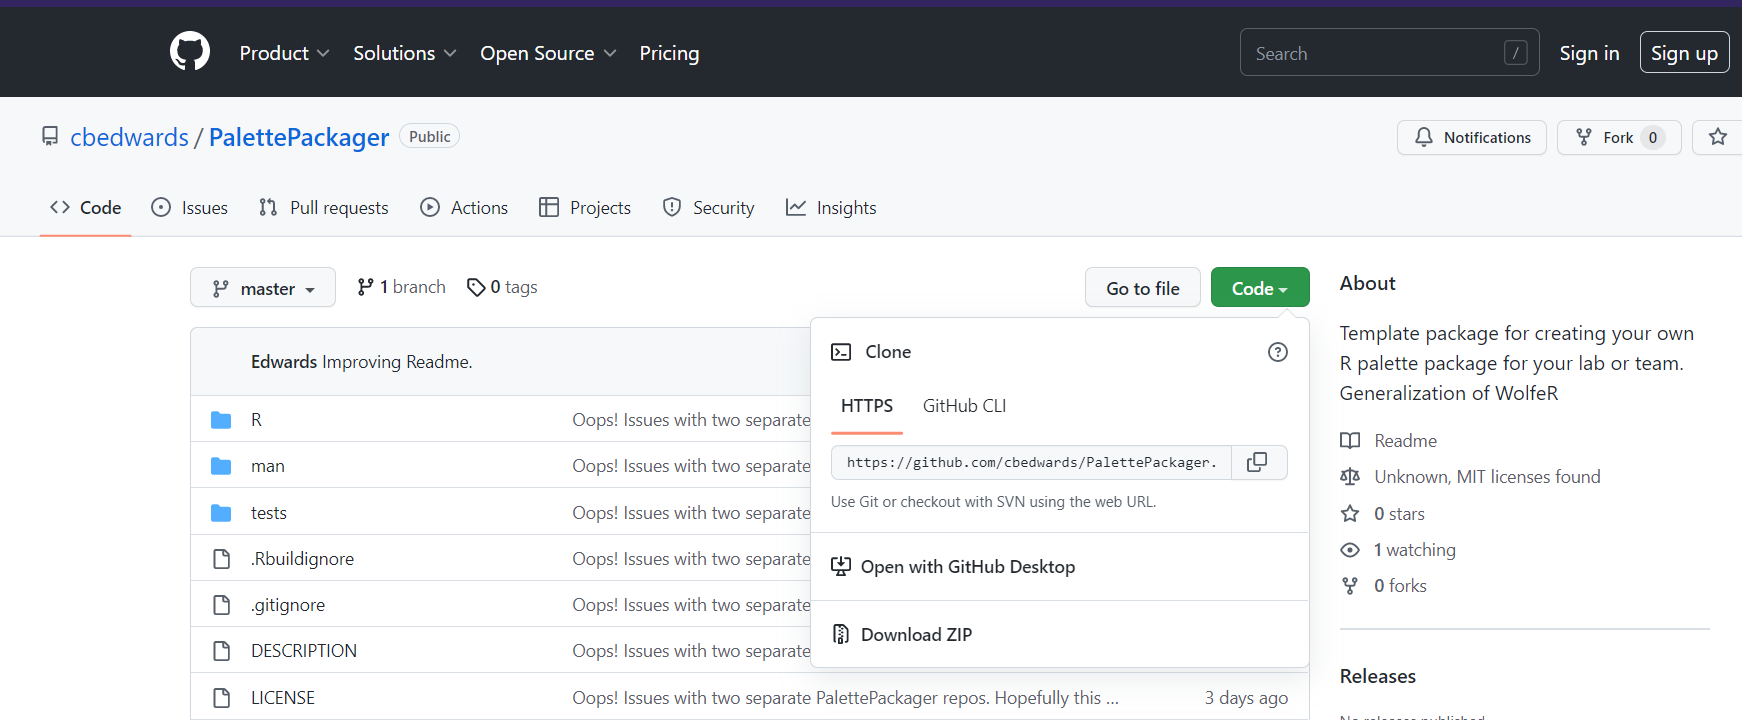 Product Solutions Open Source Pricing Search / Sign in Sign up
cbedwards / PalettePackager Public Notifications Fork 0
Code Issues Pull requests Actions Projects Security Insights
master 1 branch 0 tags Go to file Code
Edwards Improving Readme.
R Oops! Issues with two separate
man Oops! Issues with two separate
tests Oops! Issues with two separate
.Rbuildignore Oops! Issues with two separate
.gitignore Oops! Issues with two separate
DESCRIPTION Oops! Issues with two separate
LICENSE Oops! Issues with two separate PalettePackager repos. Hopefully this ... 3 days ago
Clone
HTTPS GitHub CLI
https://github.com/cbedwards/PalettePackager.
Use Git or checkout with SVN using the web URL.
Open with GitHub Desktop
Download ZIP
About
Template package for creating your own
R palette package for your lab or team.
Generalization of WolfeR
Readme
Unknown, MIT licenses found
0 stars
1 watching
0 forks
Releases
No releases published